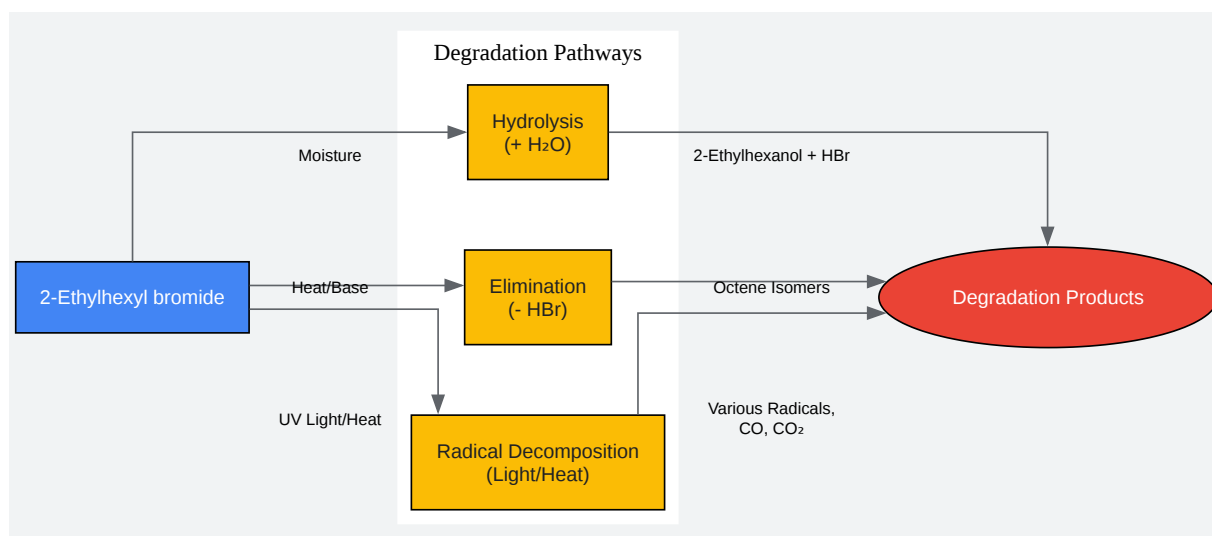 Degradation Pathways
Hydrolysis
(+ H₂O)
Moisture
2-Ethylhexanol + HBr
2-Ethylhexyl bromide
Heat/Base
Elimination
(- HBr)
Octene Isomers
Degradation Products
UV Light/Heat
Radical Decomposition
(Light/Heat)
Various Radicals,
CO, CO₂